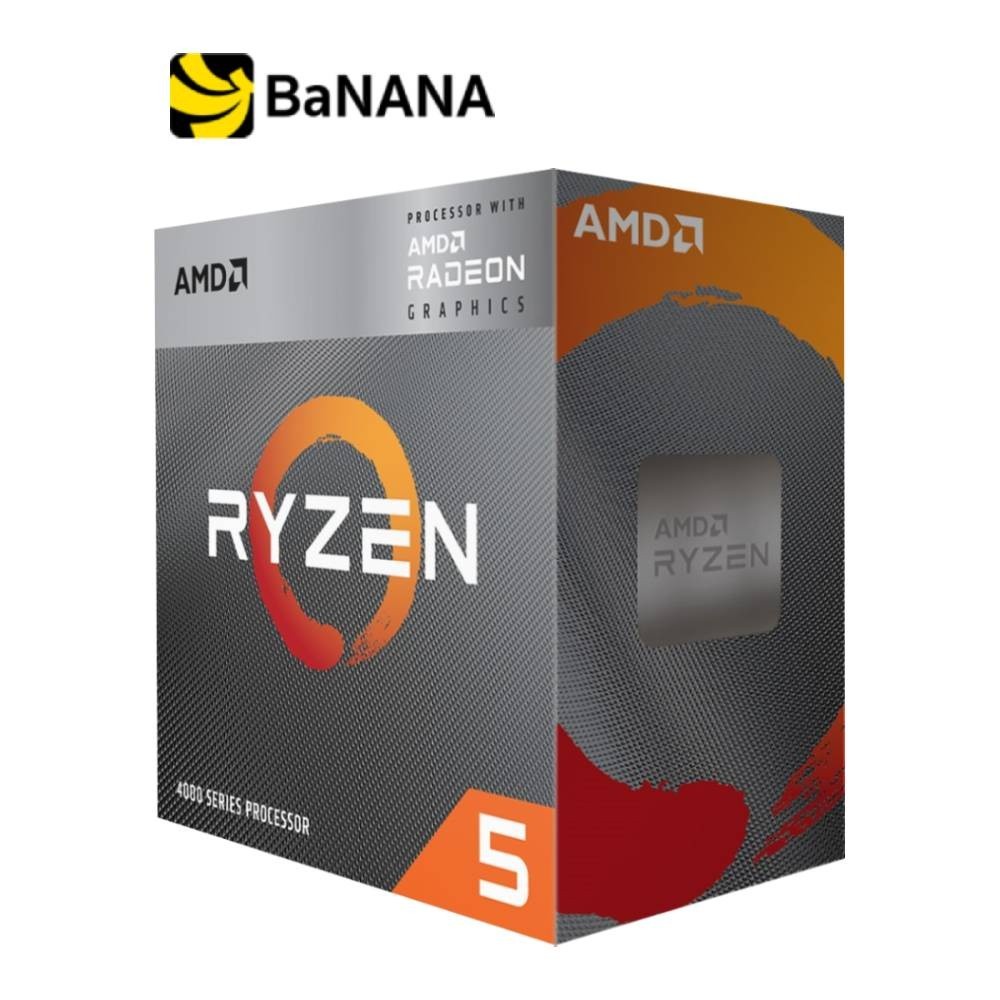 BaNANA
AMD
PROCESSOR WITH
AMD
RADEON
GRAPHICS
RYZEN
4000 SERIES PROCESSOR
5
AMD
AMD
RYZEN